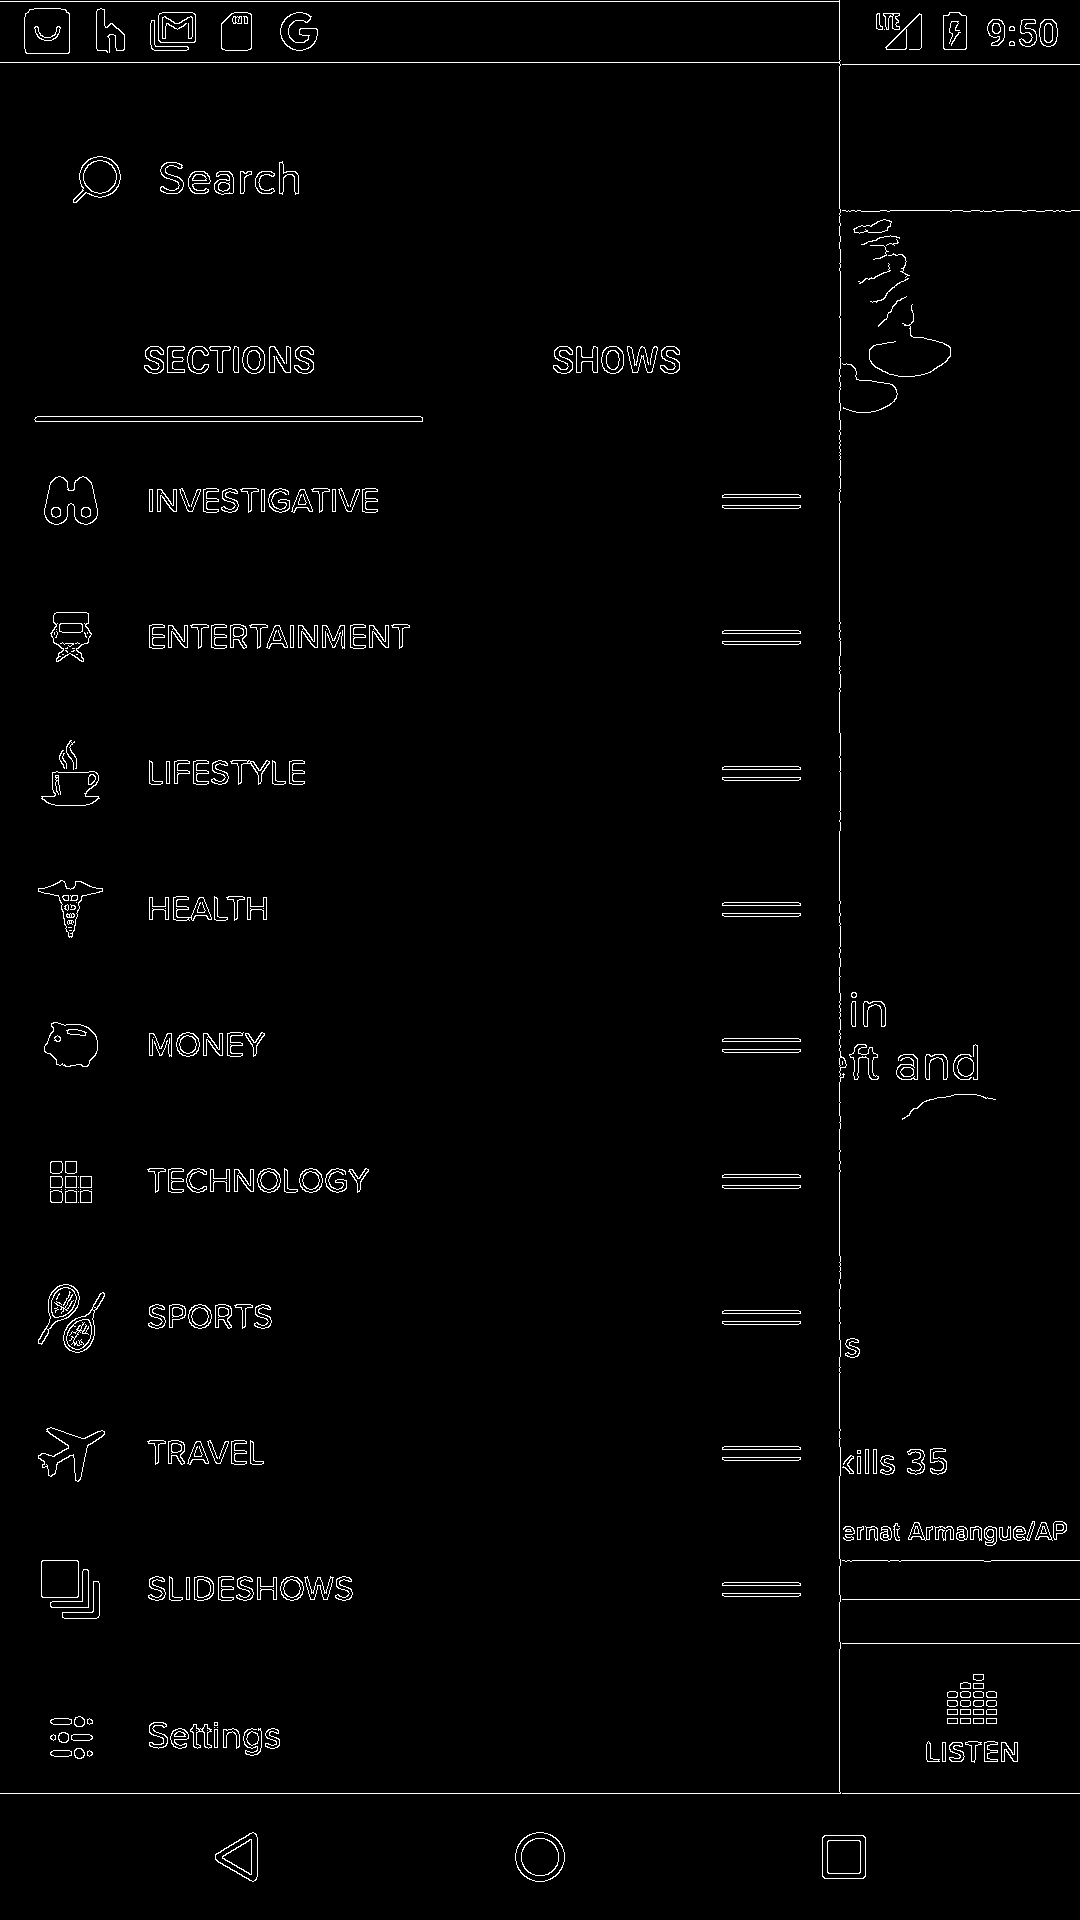 LTE 9:50
Search
SECTIONS SHOWS
INVESTIGATIVE
ENTERTAINMENT
LIFESTYLE
HEALTH
in
eft and
MONEY
TECHNOLOGY
SPORTS
s
TRAVEL
kills 35
ernat Armangue/AP
SLIDESHOWS
Settings
LISTEN